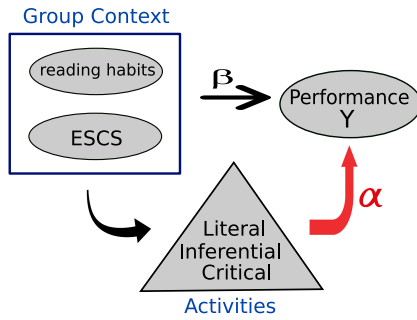 Group Context
reading habits
ESCS
β
Performance
Y
α
Literal
Inferential
Critical
Activities